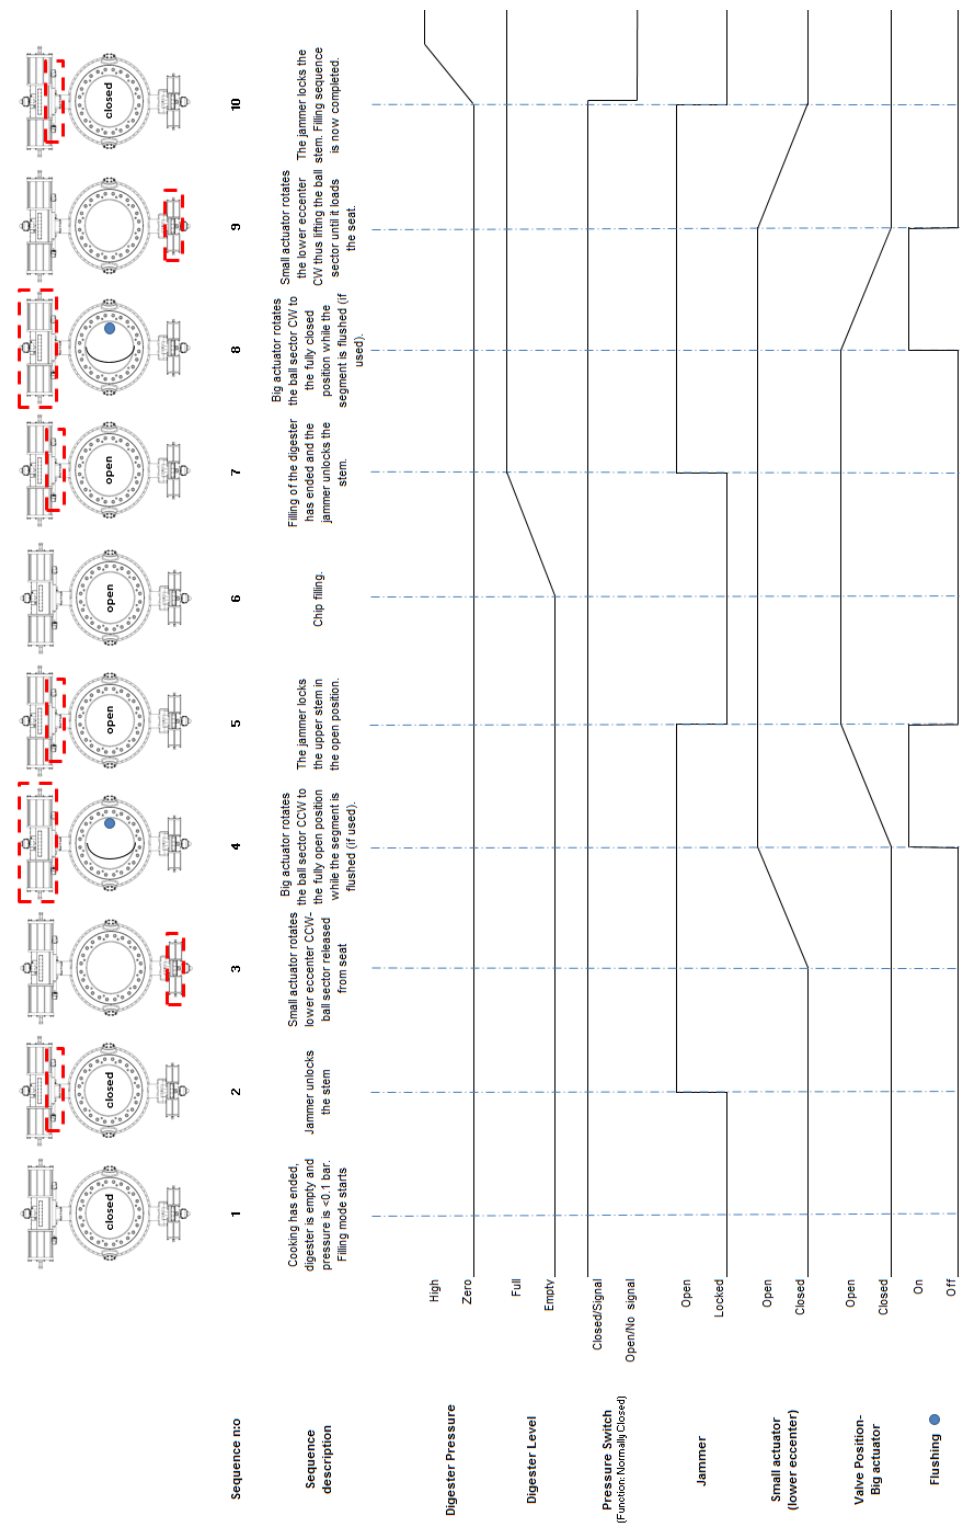 Sequence n:o
1
2
3
4
5
6
7
8
9
10
closed
closed
open
open
open
closed
Sequence
description
Cooking has ended,
digester is empty and
pressure is <0.1 bar.
Filling mode starts
Jammer unlocks
the stem
Small actuator rotates
lower eccenter CCW-
ball sector released
from seat
Big actuator rotates
the ball sector CCW to
the fully open position
while the segment is
flushed (if used).
The jammer locks
the upper stem in
the open position.
Chip filling.
Filling of the digester
has ended and the
jammer unlocks the
stem.
Big actuator rotates
the ball sector CW to
the fully closed
position while the
segment is flushed (if
used).
Small actuator rotates
the lower eccenter
CW thus lifting the ball
sector until it loads
the seat.
The jammer locks the
stem. Filling sequence
is now completed.
Digester Pressure
High
Zero
Digester Level
Full
Empty
Pressure Switch
(Function: Normally Closed)
Closed/Signal
Open/No signal
Jammer
Open
Locked
Small actuator
(lower eccenter)
Open
Closed
Valve Position-
Big actuator
Open
Closed
Flushing
On
Off